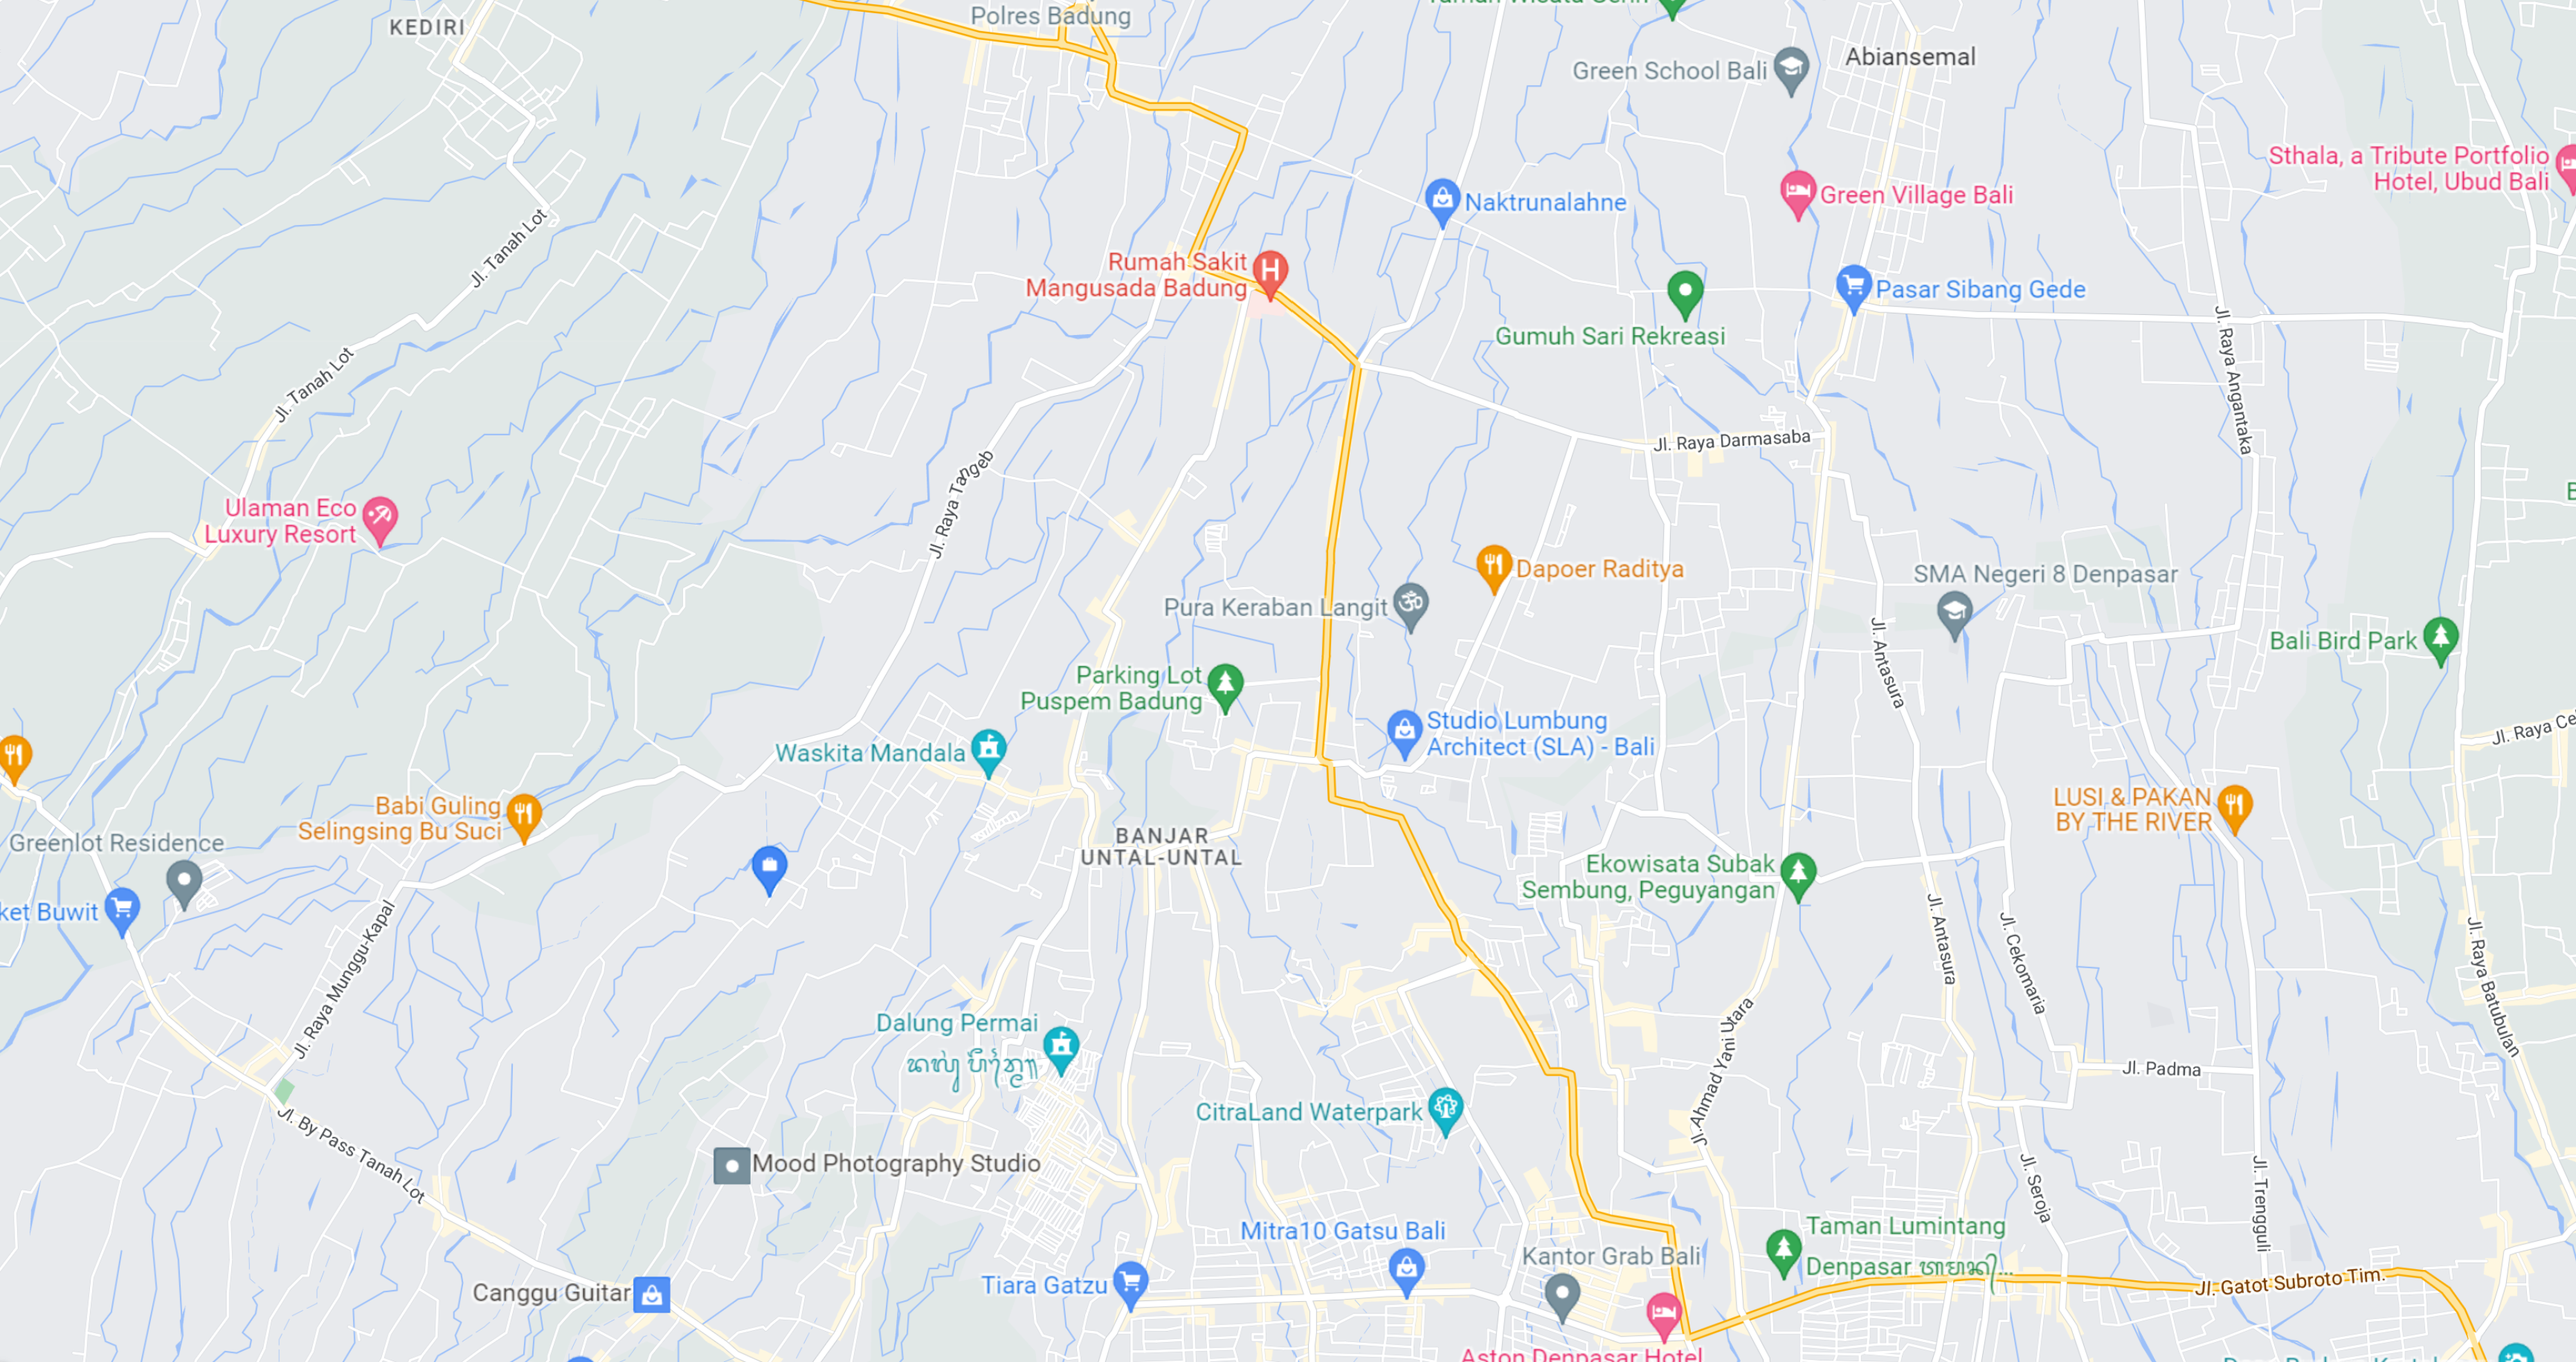 KEDIRI
Polres Badung
Green School Bali
Abiansemal
Sthala, a Tribute Portfolio
Hotel, Ubud Bali
Naktrunalahne
Green Village Bali
Jl. Tanah Lot
Rumah Sakit
Mangusada Badung
Pasar Sibang Gede
Gumuh Sari Rekreasi
Jl. Tanah Lot
Jl. Raya Angantaka
Jl. Raya Darmasaba
Jl. Raya Tangeb
Ulaman Eco
Luxury Resort
Dapoer Raditya
SMA Negeri 8 Denpasar
Pura Keraban Langit
Jl. Antasura
Bali Bird Park
Parking Lot
Puspem Badung
Studio Lumbung
Architect (SLA) - Bali
Jl. Raya Ce
Waskita Mandala
Babi Guling
Selingsing Bu Suci
LUSI & PAKAN
BY THE RIVER
Greenlot Residence
BANJAR
UNTAL-UNTAL
Ekowisata Subak
Sembung, Peguyangan
ket Buwit
Jl. Raya Munggu-Kapal
Jl. Antasura
Jl. Cekomaria
Jl. Raya Batubulan
Dalung Permai
Jl. Ahmad Yani Utara
Jl. Padma
CitraLand Waterpark
Jl. By Pass Tanah Lot
Mood Photography Studio
Jl. Seroja
Jl. Trengguli
Mitra10 Gatsu Bali
Taman Lumintang
Denpasar
Kantor Grab Bali
Tiara Gatzu
Canggu Guitar
Jl. Gatot Subroto Tim.
Aston Denpasar Hotel